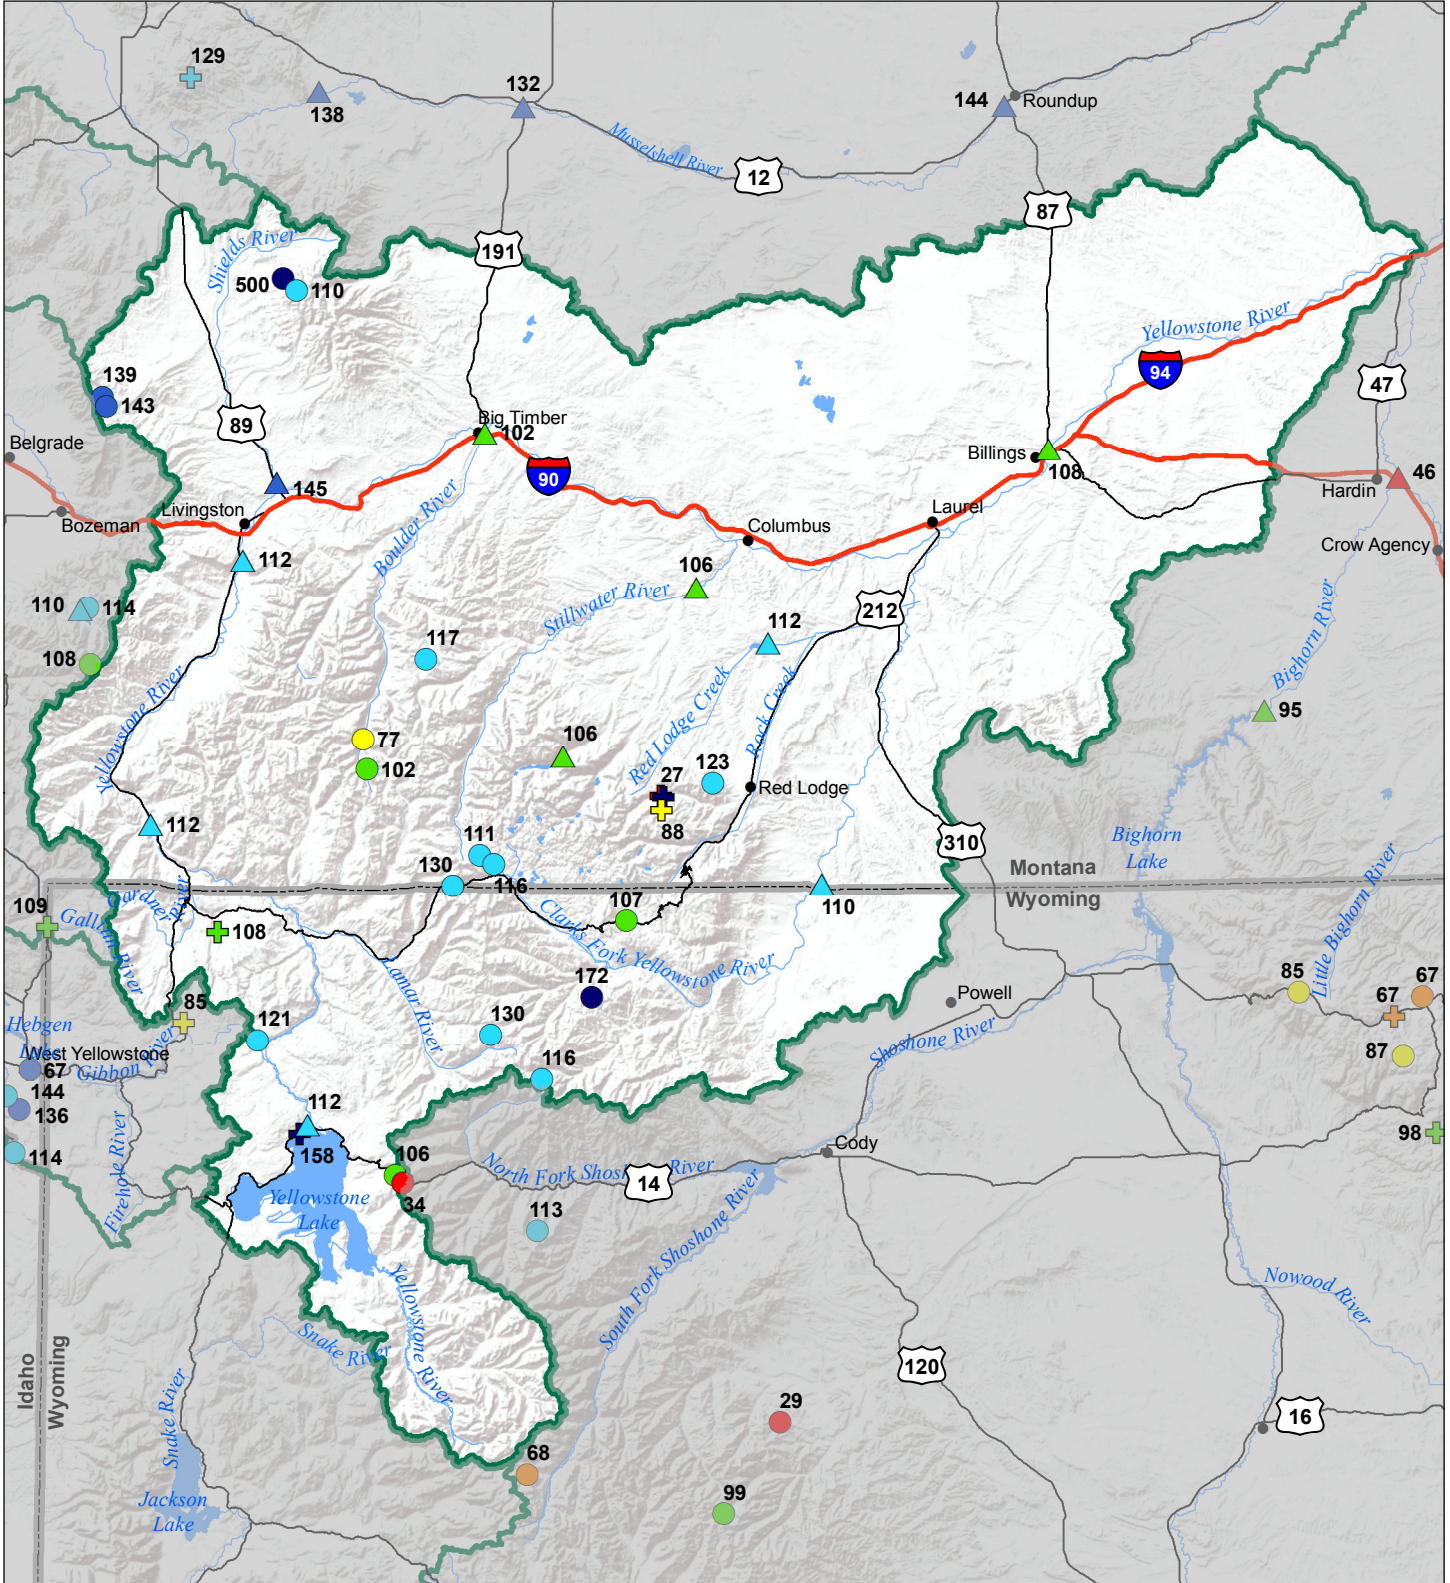 129
138
132
144
Roundup
Musselshell River
12
87
191
Shields River
500
110
Yellowstone River
94
47
139
143
89
Big Timber
102
Belgrade
90
Billings
108
46
Hardin
145
Livingston
Bozeman
Laurel
Columbus
Crow Agency
112
Boulder River
106
Stillwater River
212
110
114
112
117
108
Bighorn River
Yellowstone River
Red Lodge Creek
Rock Creek
95
77
102
106
27
123
Red Lodge
88
112
Bighorn
Lake
310
111
130
116
Montana
Wyoming
110
107
109
Gardner
River
Gallatin River
108
Clarks Fork Yellowstone River
Little Bighorn River
Lamar River
172
Powell
85
67
67
85
121
130
Hebgen
Lake
West Yellowstone
67
Gibbon River
Shoshone River
87
116
144
136
112
114
158
Cody
98
Firehole River
106
North Fork Shoshone River
14
34
Yellowstone
Lake
113
South Fork Shoshone River
Yellowstone River
Nowood River
Snake River
Idaho
Wyoming
120
Snake River
29
16
68
99
Jackson
Lake